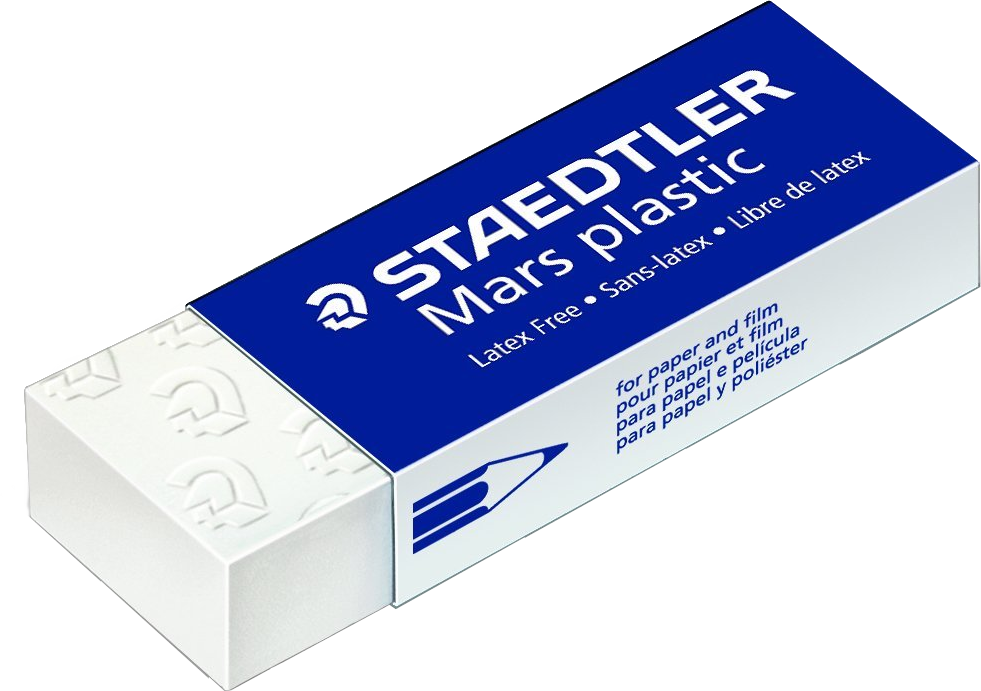 STAEDTLER
Mars plastic
Latex Free • Sans-latex • Libre de latex
for paper and film
pour papier et film
para papel e película
para papel y poliéster